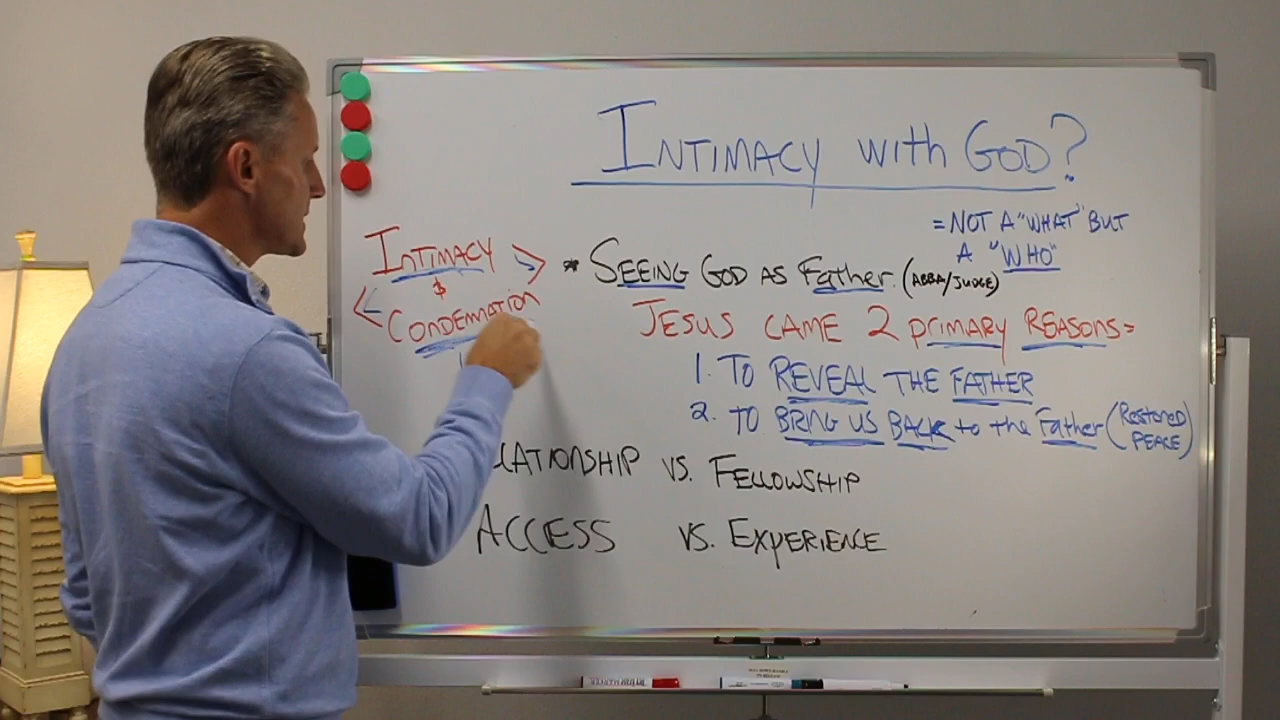 INTIMACY with GOD?
= NOT A "WHAT" BUT
A "WHO"
INTIMACY
&
CONDEMNATION
* SEEING GOD AS Father. (ABBA/JUDGE)
JESUS CAME 2 primary REASONS=
1. TO REVEAL THE FATHER
2. TO BRING US BACK to the Father (Restored
PEACE)
LATIONSHIP vs. FELLOWSHIP
ACCESS vs. EXPERIENCE